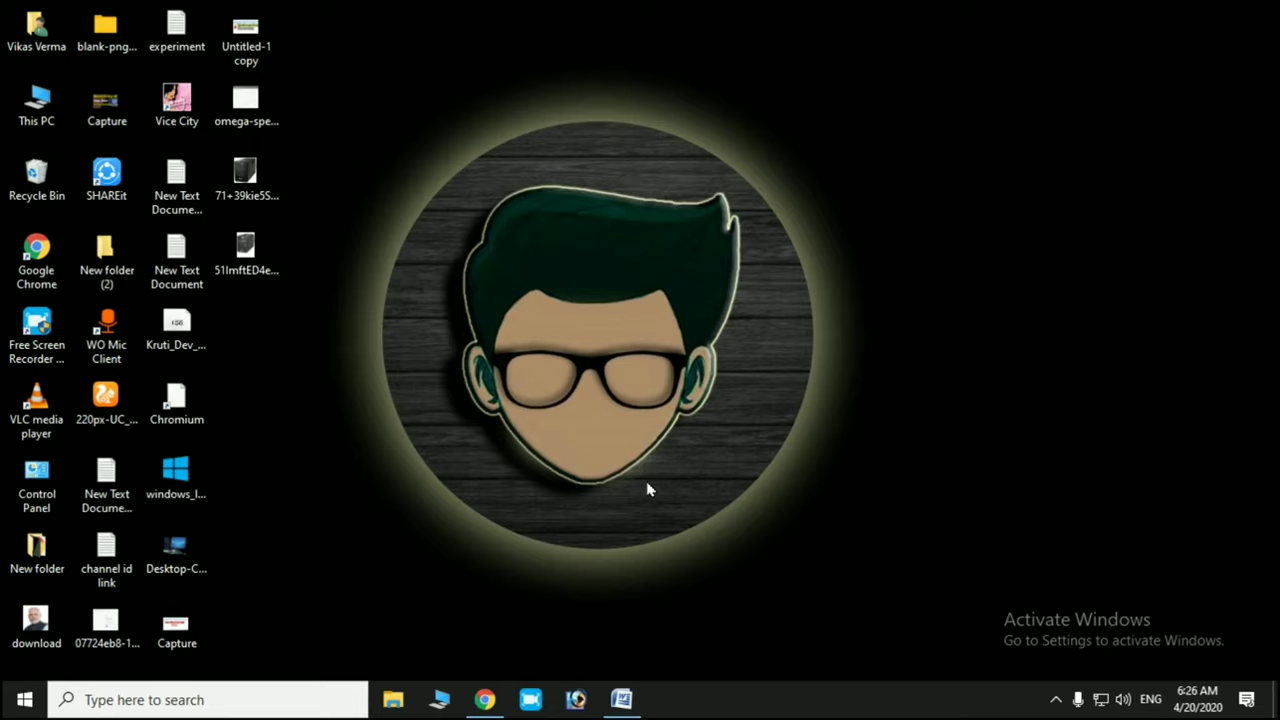 Vikas Verma
blank-png...
experiment
Untitled-1
copy
This PC
Capture
Vice City
omega-spe...
Recycle Bin
SHAREit
New Text
Docume...
71+39kie5S...
Google
Chrome
New folder
(2)
New Text
Document
51ImftED4e...
Free Screen
Recorder ...
WO Mic
Client
Kruti_Dev_...
VLC media
player
220px-UC_...
Chromium
Control
Panel
New Text
Docume...
windows_l...
New folder
channel id
link
Desktop-C...
download
07724eb8-1...
Capture
Activate Windows
Go to Settings to activate Windows.
Type here to search
ENG
6:26 AM
4/20/2020